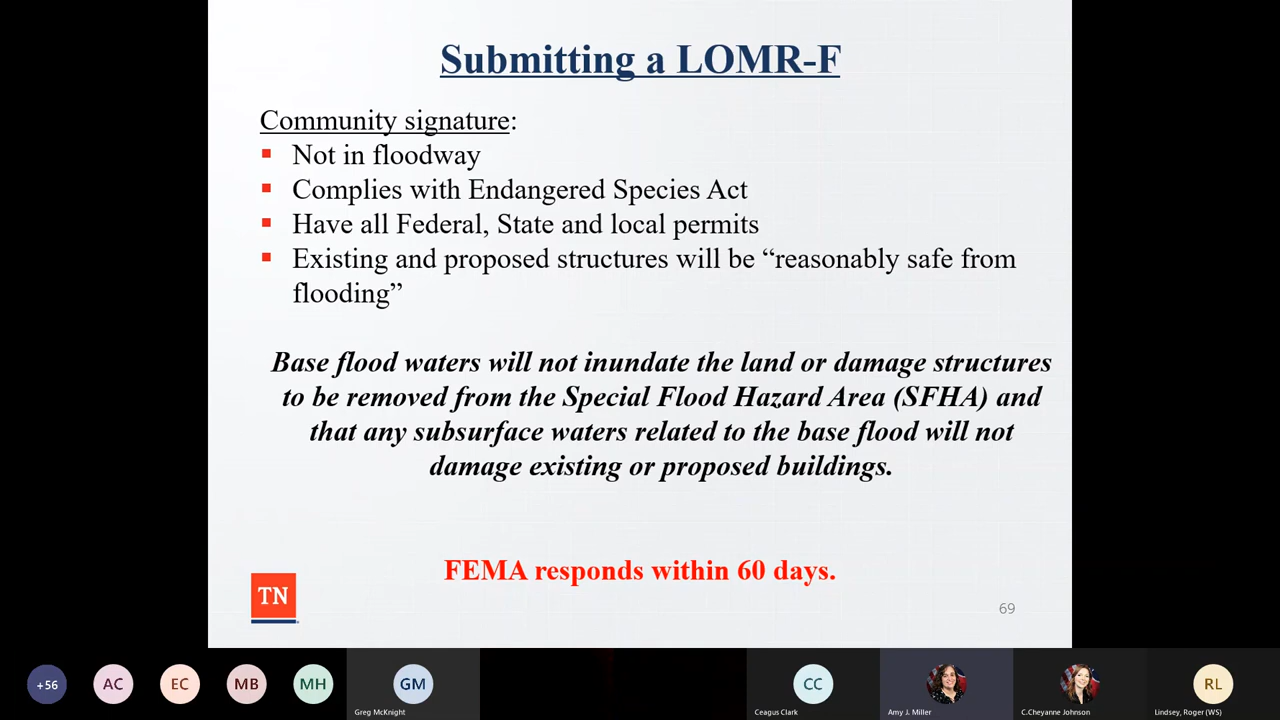 Submitting a LOMR-F
Community signature:
Not in floodway
Complies with Endangered Species Act
Have all Federal, State and local permits
Existing and proposed structures will be “reasonably safe from
flooding”
Base flood waters will not inundate the land or damage structures
to be removed from the Special Flood Hazard Area (SFHA) and
that any subsurface waters related to the base flood will not
damage existing or proposed buildings.
FEMA responds within 60 days.
TN
69
+56
AC
EC
MB
MH
GM
CC
RL
Greg McKnight
Ceagus Clark
Amy J. Miller
C.Cheyanne Johnson
Lindsey, Roger (WS)